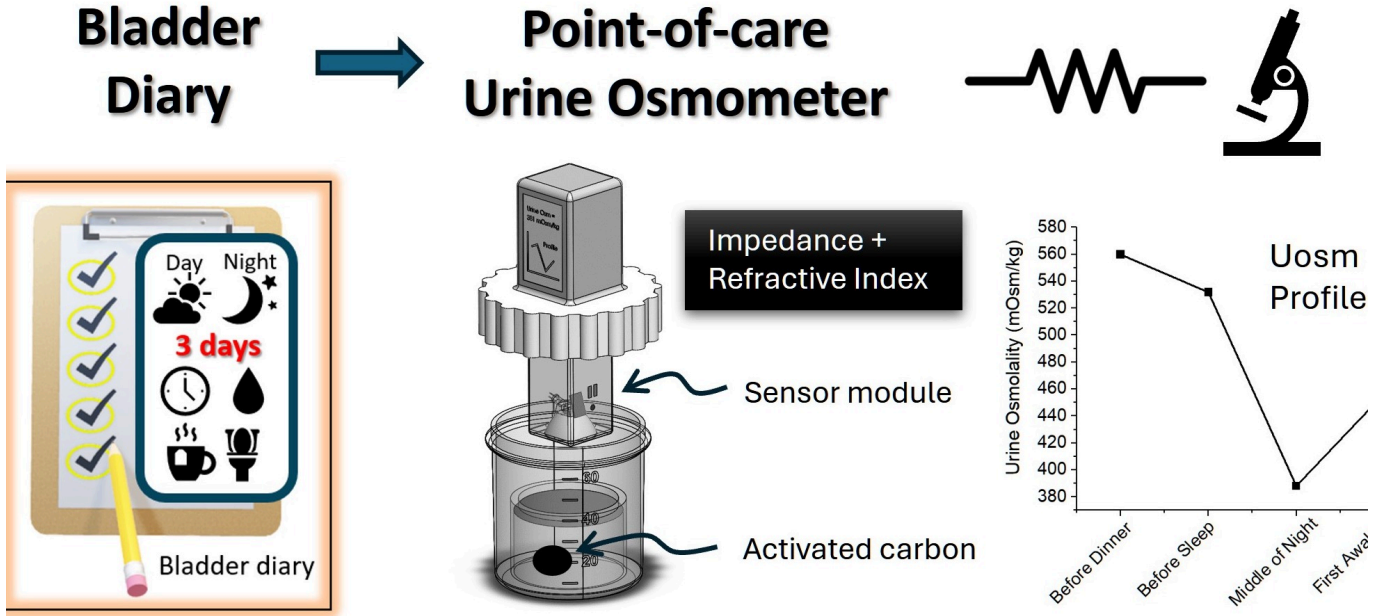 Bladder
Diary
Point-of-care
Urine Osmometer
Day
Night
3 days
Bladder diary
Urine Osm =
Profile
Impedance +
Refractive Index
Sensor module
60
40
20
Activated carbon
Uosm
Profile
Urine Osmolality (mOsm/kg)
580
560
540
520
500
480
460
440
420
400
380
Before Dinner
Before Sleep
Middle of Night
First Awa